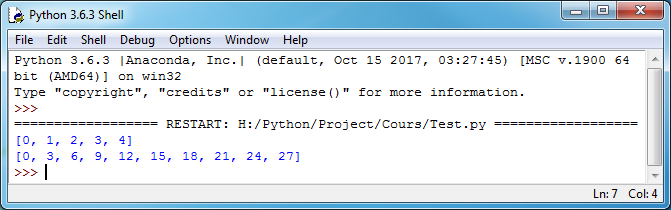 Python 3.6.3 Shell
File Edit Shell Debug Options Window Help
Python 3.6.3 |Anaconda, Inc.| (default, Oct 15 2017, 03:27:45) [MSC v.1900 64
bit (AMD64)] on win32
Type "copyright", "credits" or "license()" for more information.
>>>
================== RESTART: H:/Python/Project/Cours/Test.py ==================
[0, 1, 2, 3, 4]
[0, 3, 6, 9, 12, 15, 18, 21, 24, 27]
>>>
Ln: 7 Col: 4